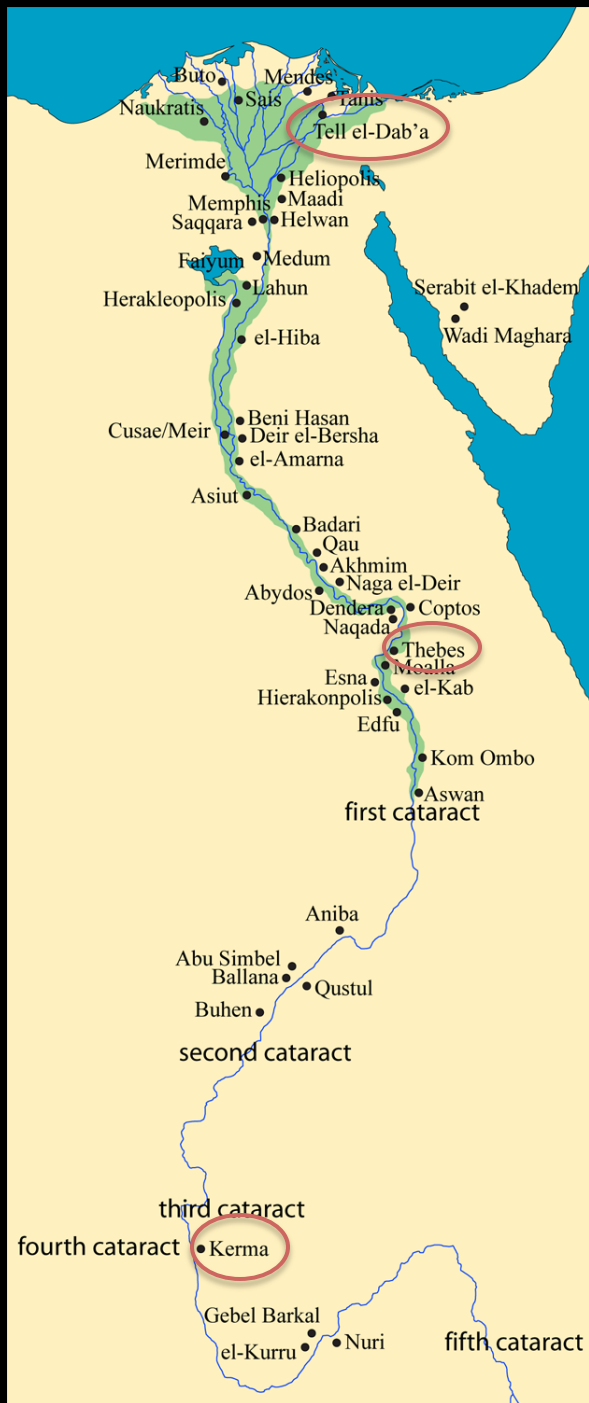 Buto
Mendes
Sais
Tanis
Naukratis
Tell el-Dab’a
Merimde
Heliopolis
Memphis
Maadi
Saqqara
Helwan
Faiyum
Medum
Lahun
Serabit el-Khadem
Herakleopolis
Wadi Maghara
el-Hiba
Beni Hasan
Cusae/Meir
Deir el-Bersha
el-Amarna
Asiut
Badari
Qau
Akhmim
Naga el-Deir
Abydos
Dendera
Coptos
Naqada
Thebes
Moalla
Esna
el-Kab
Hierakonpolis
Edfu
Kom Ombo
Aswan
first cataract
Aniba
Abu Simbel
Ballana
Qustul
Buhen
second cataract
third cataract
fourth cataract
Kerma
Gebel Barkal
Nuri
el-Kurru
fifth cataract